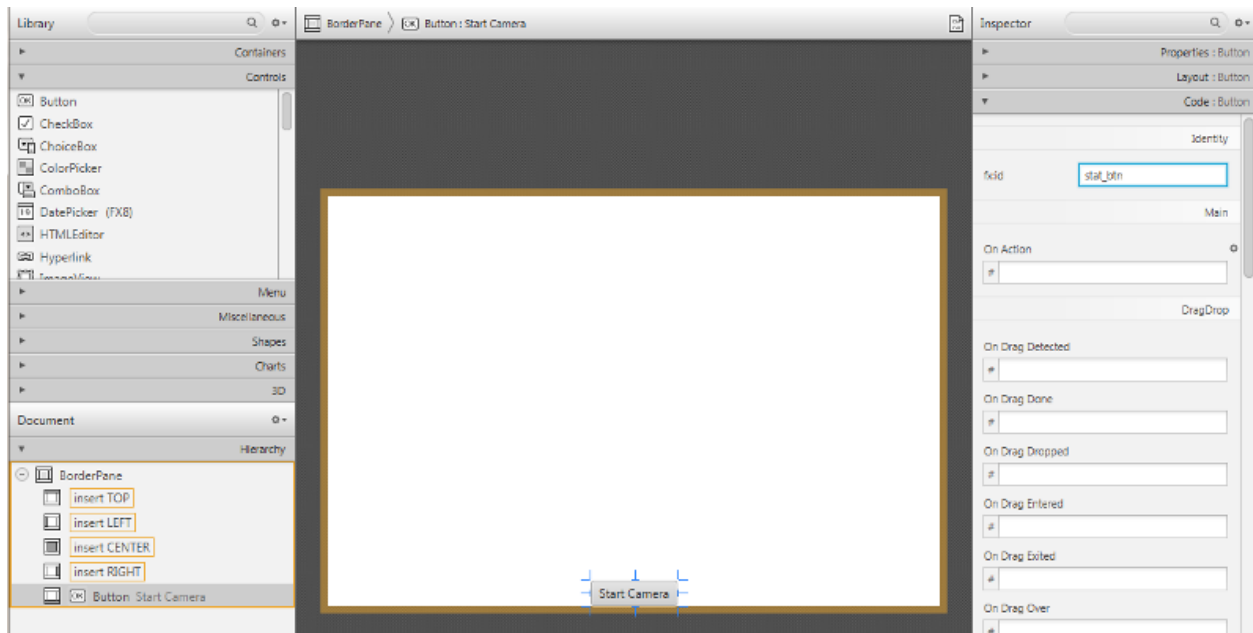 Library
Containers
Controls
Button
CheckBox
ChoiceBox
ColorPicker
ComboBox
DatePicker (FX8)
HTMLEditor
Hyperlink
ImageView
Menu
Miscellaneous
Shapes
Charts
3D
Document
Hierarchy
BorderPane
insert TOP
insert LEFT
insert CENTER
insert RIGHT
Button Start Camera
BorderPane Button : Start Camera
Start Camera
Inspector
Properties : Button
Layout : Button
Code : Button
Identity
fx:id stat_btn
Main
On Action
#
DragDrop
On Drag Detected
#
On Drag Done
#
On Drag Dropped
#
On Drag Entered
#
On Drag Exited
#
On Drag Over
#